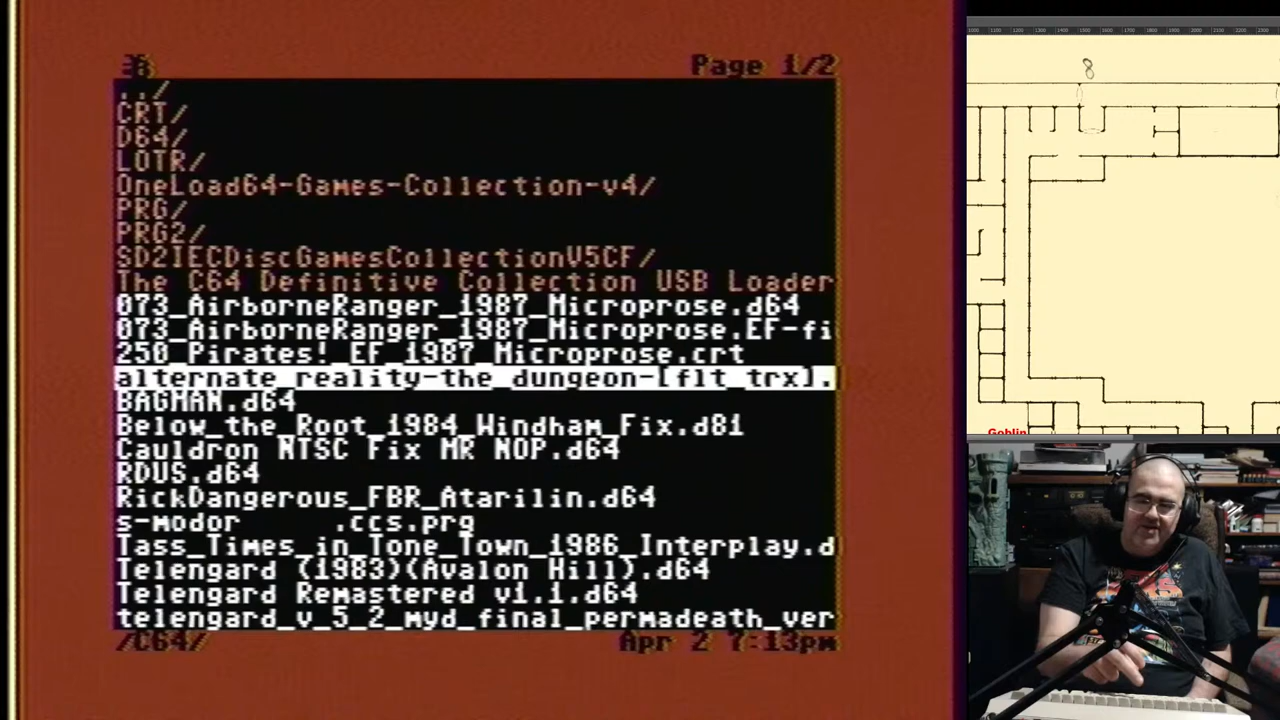 Page 1/2
../
CRT/
D64/
LOTR/
OneLoad64-Games-Collection-v4/
PRG/
PRG2/
SD2IECDiscGamesCollectionV5CF/
The C64 Definitive Collection USB Loader
073_AirborneRanger_1987_Microprose.d64
073_AirborneRanger_1987_Microprose.EF-fi
250_Pirates!_EF_1987_Microprose.crt
alternate_reality-the_dungeon-[flt_trx].
BAGMAN.d64
Below_the_Root_1984_Windham_Fix.d81
Cauldron NTSC Fix MR NOP.d64
RDUS.d64
RickDangerous_FBR_Atarilin.d64
s-modor     .ccs.prg
Tass_Times_in_Tone_Town_1986_Interplay.d
Telengard (1983)(Avalon Hill).d64
Telengard Remastered v1.1.d64
telengard_v_5_2_myd_final_permadeath_ver
/C64/ Apr 2 7:13pm
Goblin